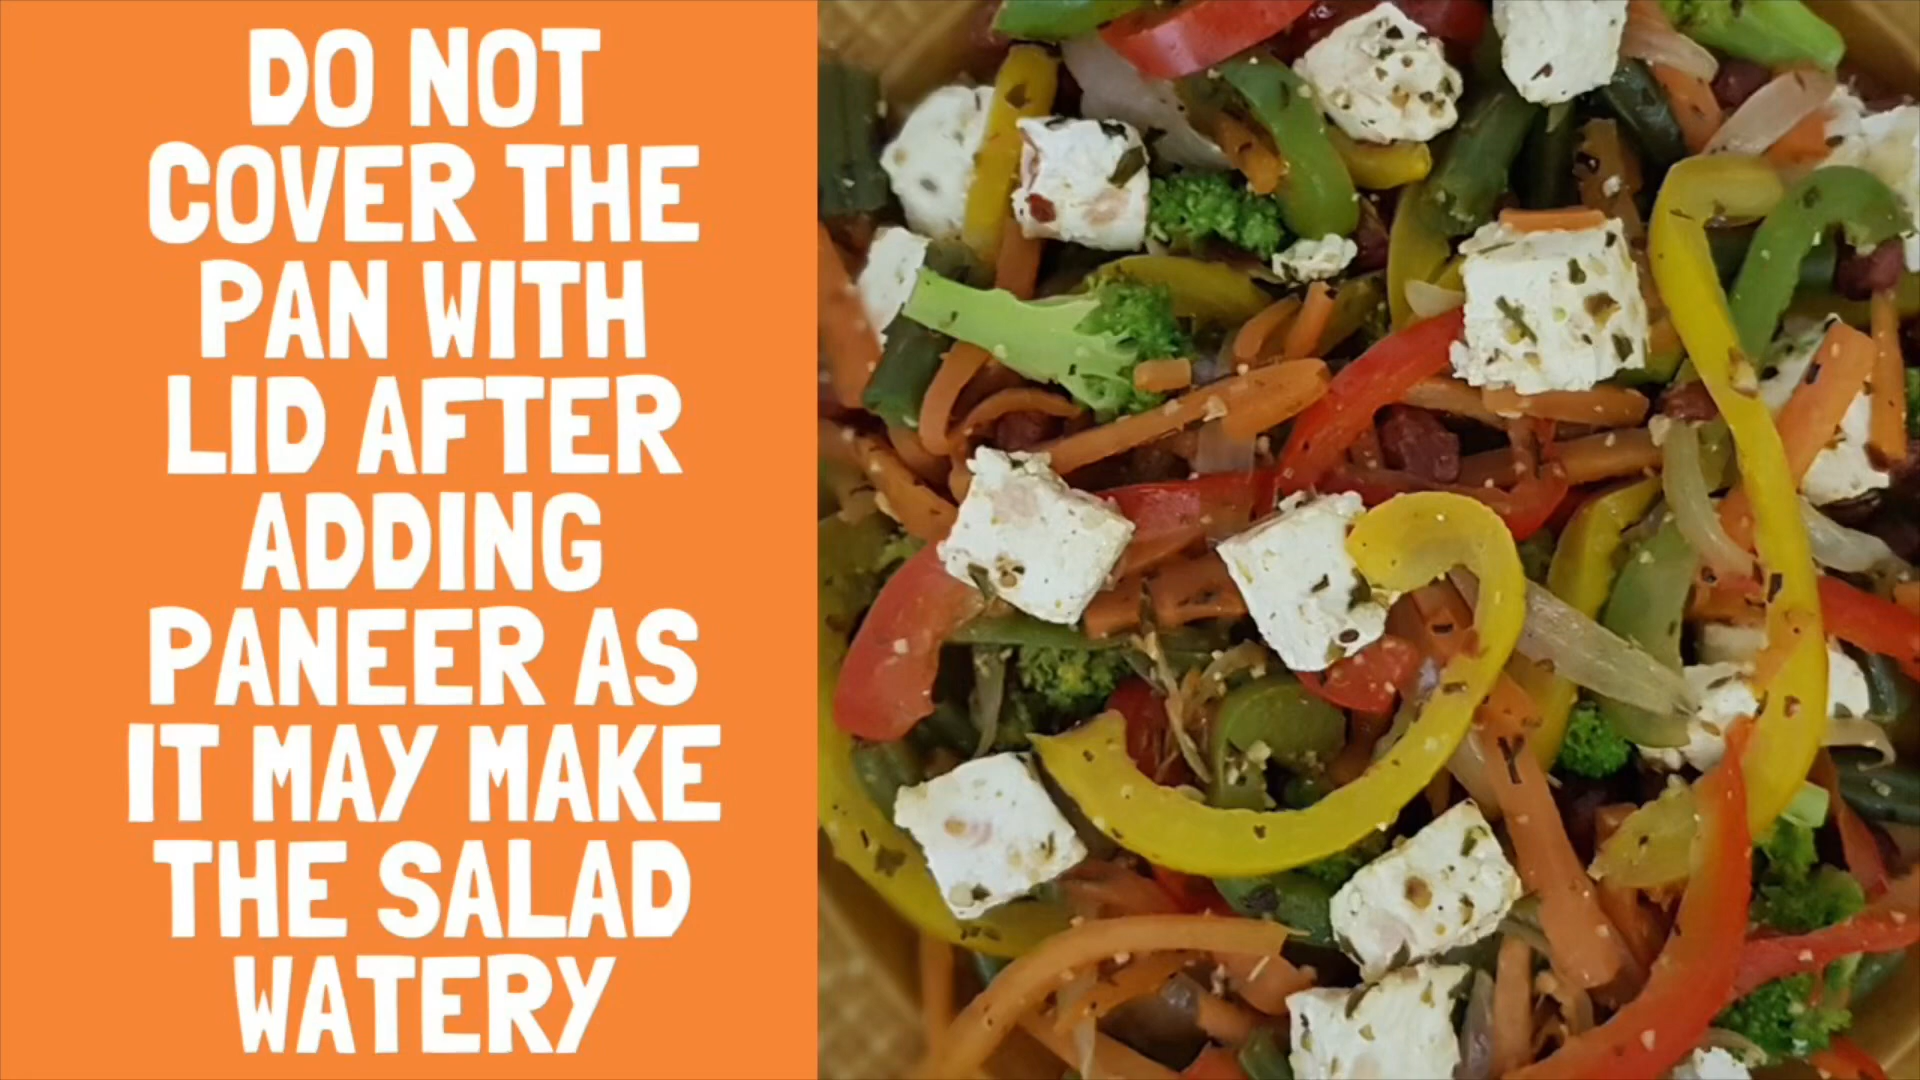 DO NOT
COVER THE
PAN WITH
LID AFTER
ADDING
PANEER AS
IT MAY MAKE
THE SALAD
WATERY